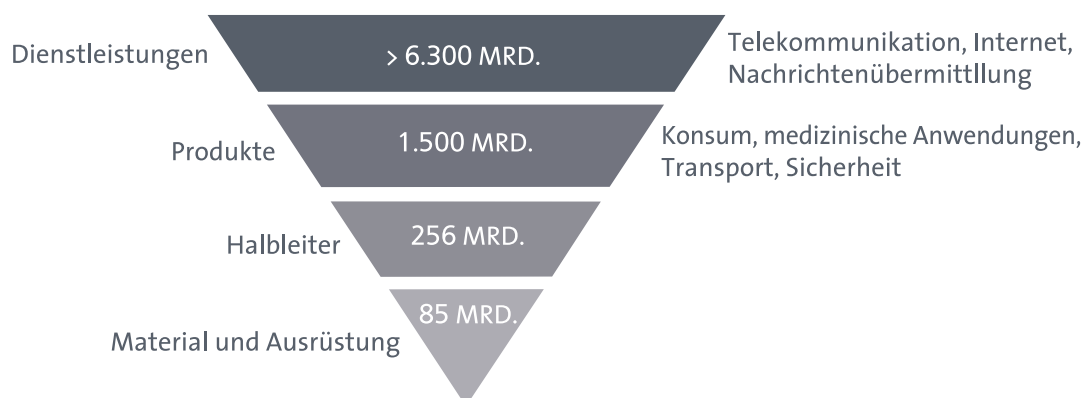 Dienstleistungen
> 6.300 MRD.
Telekommunikation, Internet,
Nachrichtenübermittllung
Produkte
1.500 MRD.
Konsum, medizinische Anwendungen,
Transport, Sicherheit
Halbleiter
256 MRD.
Material und Ausrüstung
85 MRD.